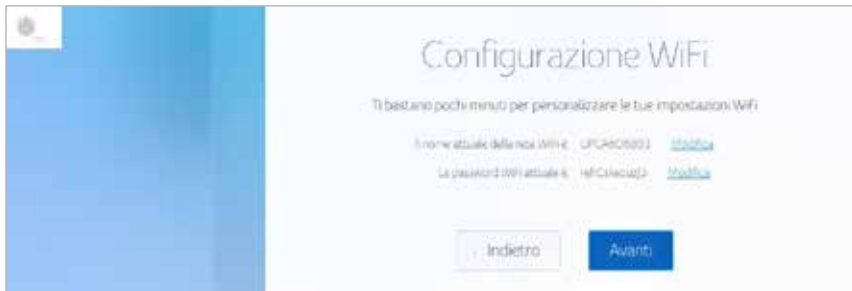 Configurazione WiFi
Ti bastano pochi minuti per personalizzare le tue impostazioni WiFi
Il nome attuale della rete WiFi è: Modifica
La password WiFi attuale è: Modifica
Indietro
Avanti